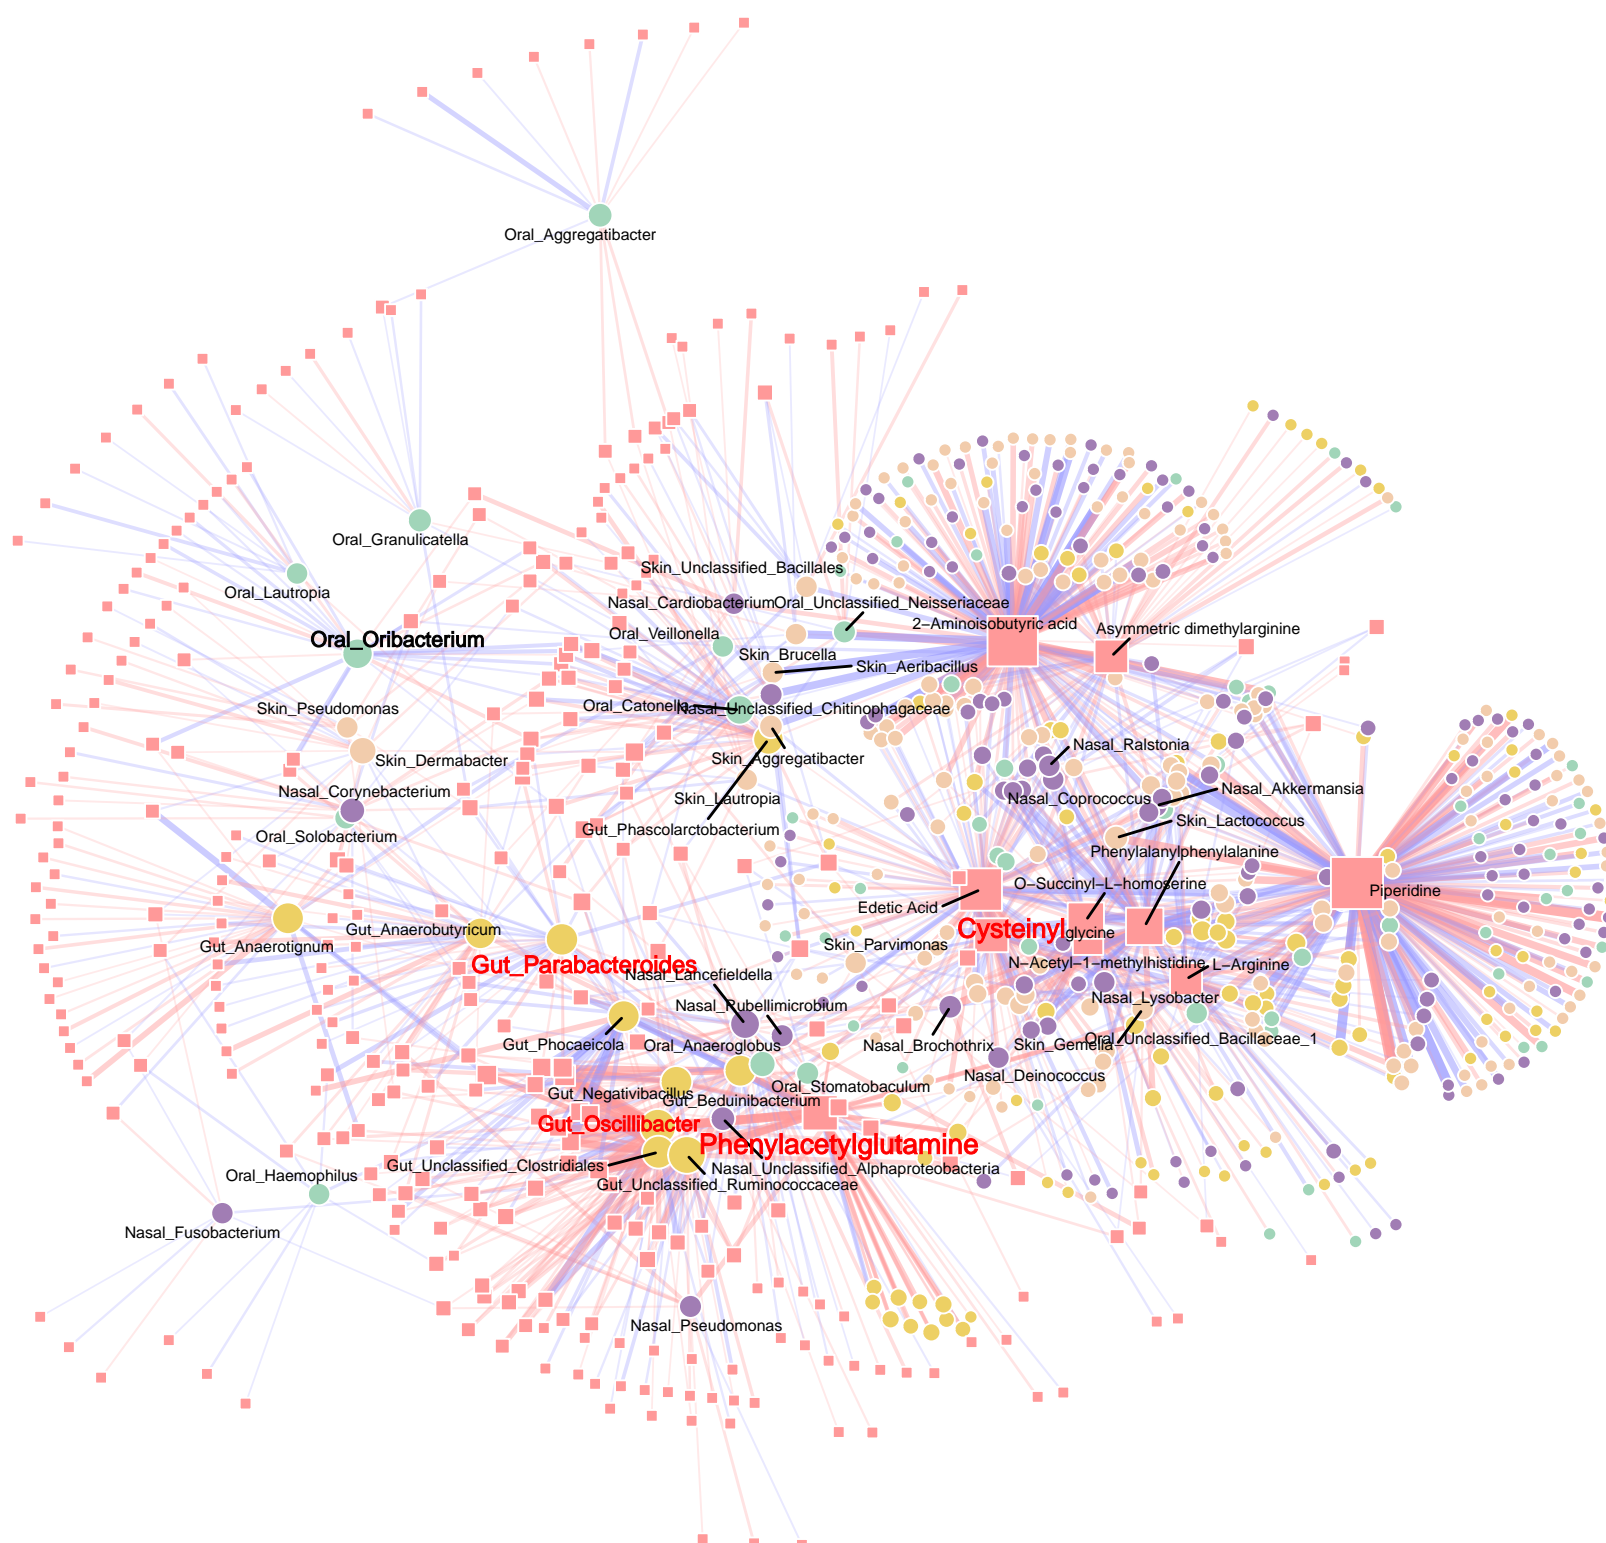 Oral_Aggregatibacter
Oral_Granulicatella
Skin_Unclassified_Bacillales
Oral_Lautropia
Nasal_Cardiobacterium
Oral_Unclassified_Neisseriaceae
2−Aminoisobutyric acid
Asymmetric dimethylarginine
Oral_Oribacterium
Oral_Veillonella
Skin_Brucella
Skin_Aeribacillus
Oral_Catonella
Nasal_Unclassified_Chitinophagaceae
Skin_Pseudomonas
Skin_Dermabacter
Skin_Aggregatibacter
Nasal_Ralstonia
Nasal_Corynebacterium
Skin_Lautropia
Nasal_Coprococcus
Nasal_Akkermansia
Oral_Solobacterium
Gut_Phascolarctobacterium
Skin_Lactococcus
Phenylalanylphenylalanine
O−Succinyl−L−homoserine
Piperidine
Edetic Acid
Gut_Anaerotignum
Gut_Anaerobutyricum
Cysteinylglycine
Skin_Parvimonas
Gut_Parabacteroides
Nasal_Lancefieldella
N−Acetyl−1−methylhistidine
L−Arginine
Nasal_Rubellimicrobium
Nasal_Lysobacter
Gut_Phocaeicola
Oral_Anaeroglobus
Nasal_Brochothrix
Skin_Gemella
Oral_Unclassified_Bacillaceae_1
Nasal_Deinococcus
Oral_Stomatobaculum
Gut_Negativibacillus
Gut_Beduinibacterium
Gut_Oscillibacter
Phenylacetylglutamine
Gut_Unclassified_Clostridiales
Nasal_Unclassified_Alphaproteobacteria
Oral_Haemophilus
Gut_Unclassified_Ruminococcaceae
Nasal_Fusobacterium
Nasal_Pseudomonas